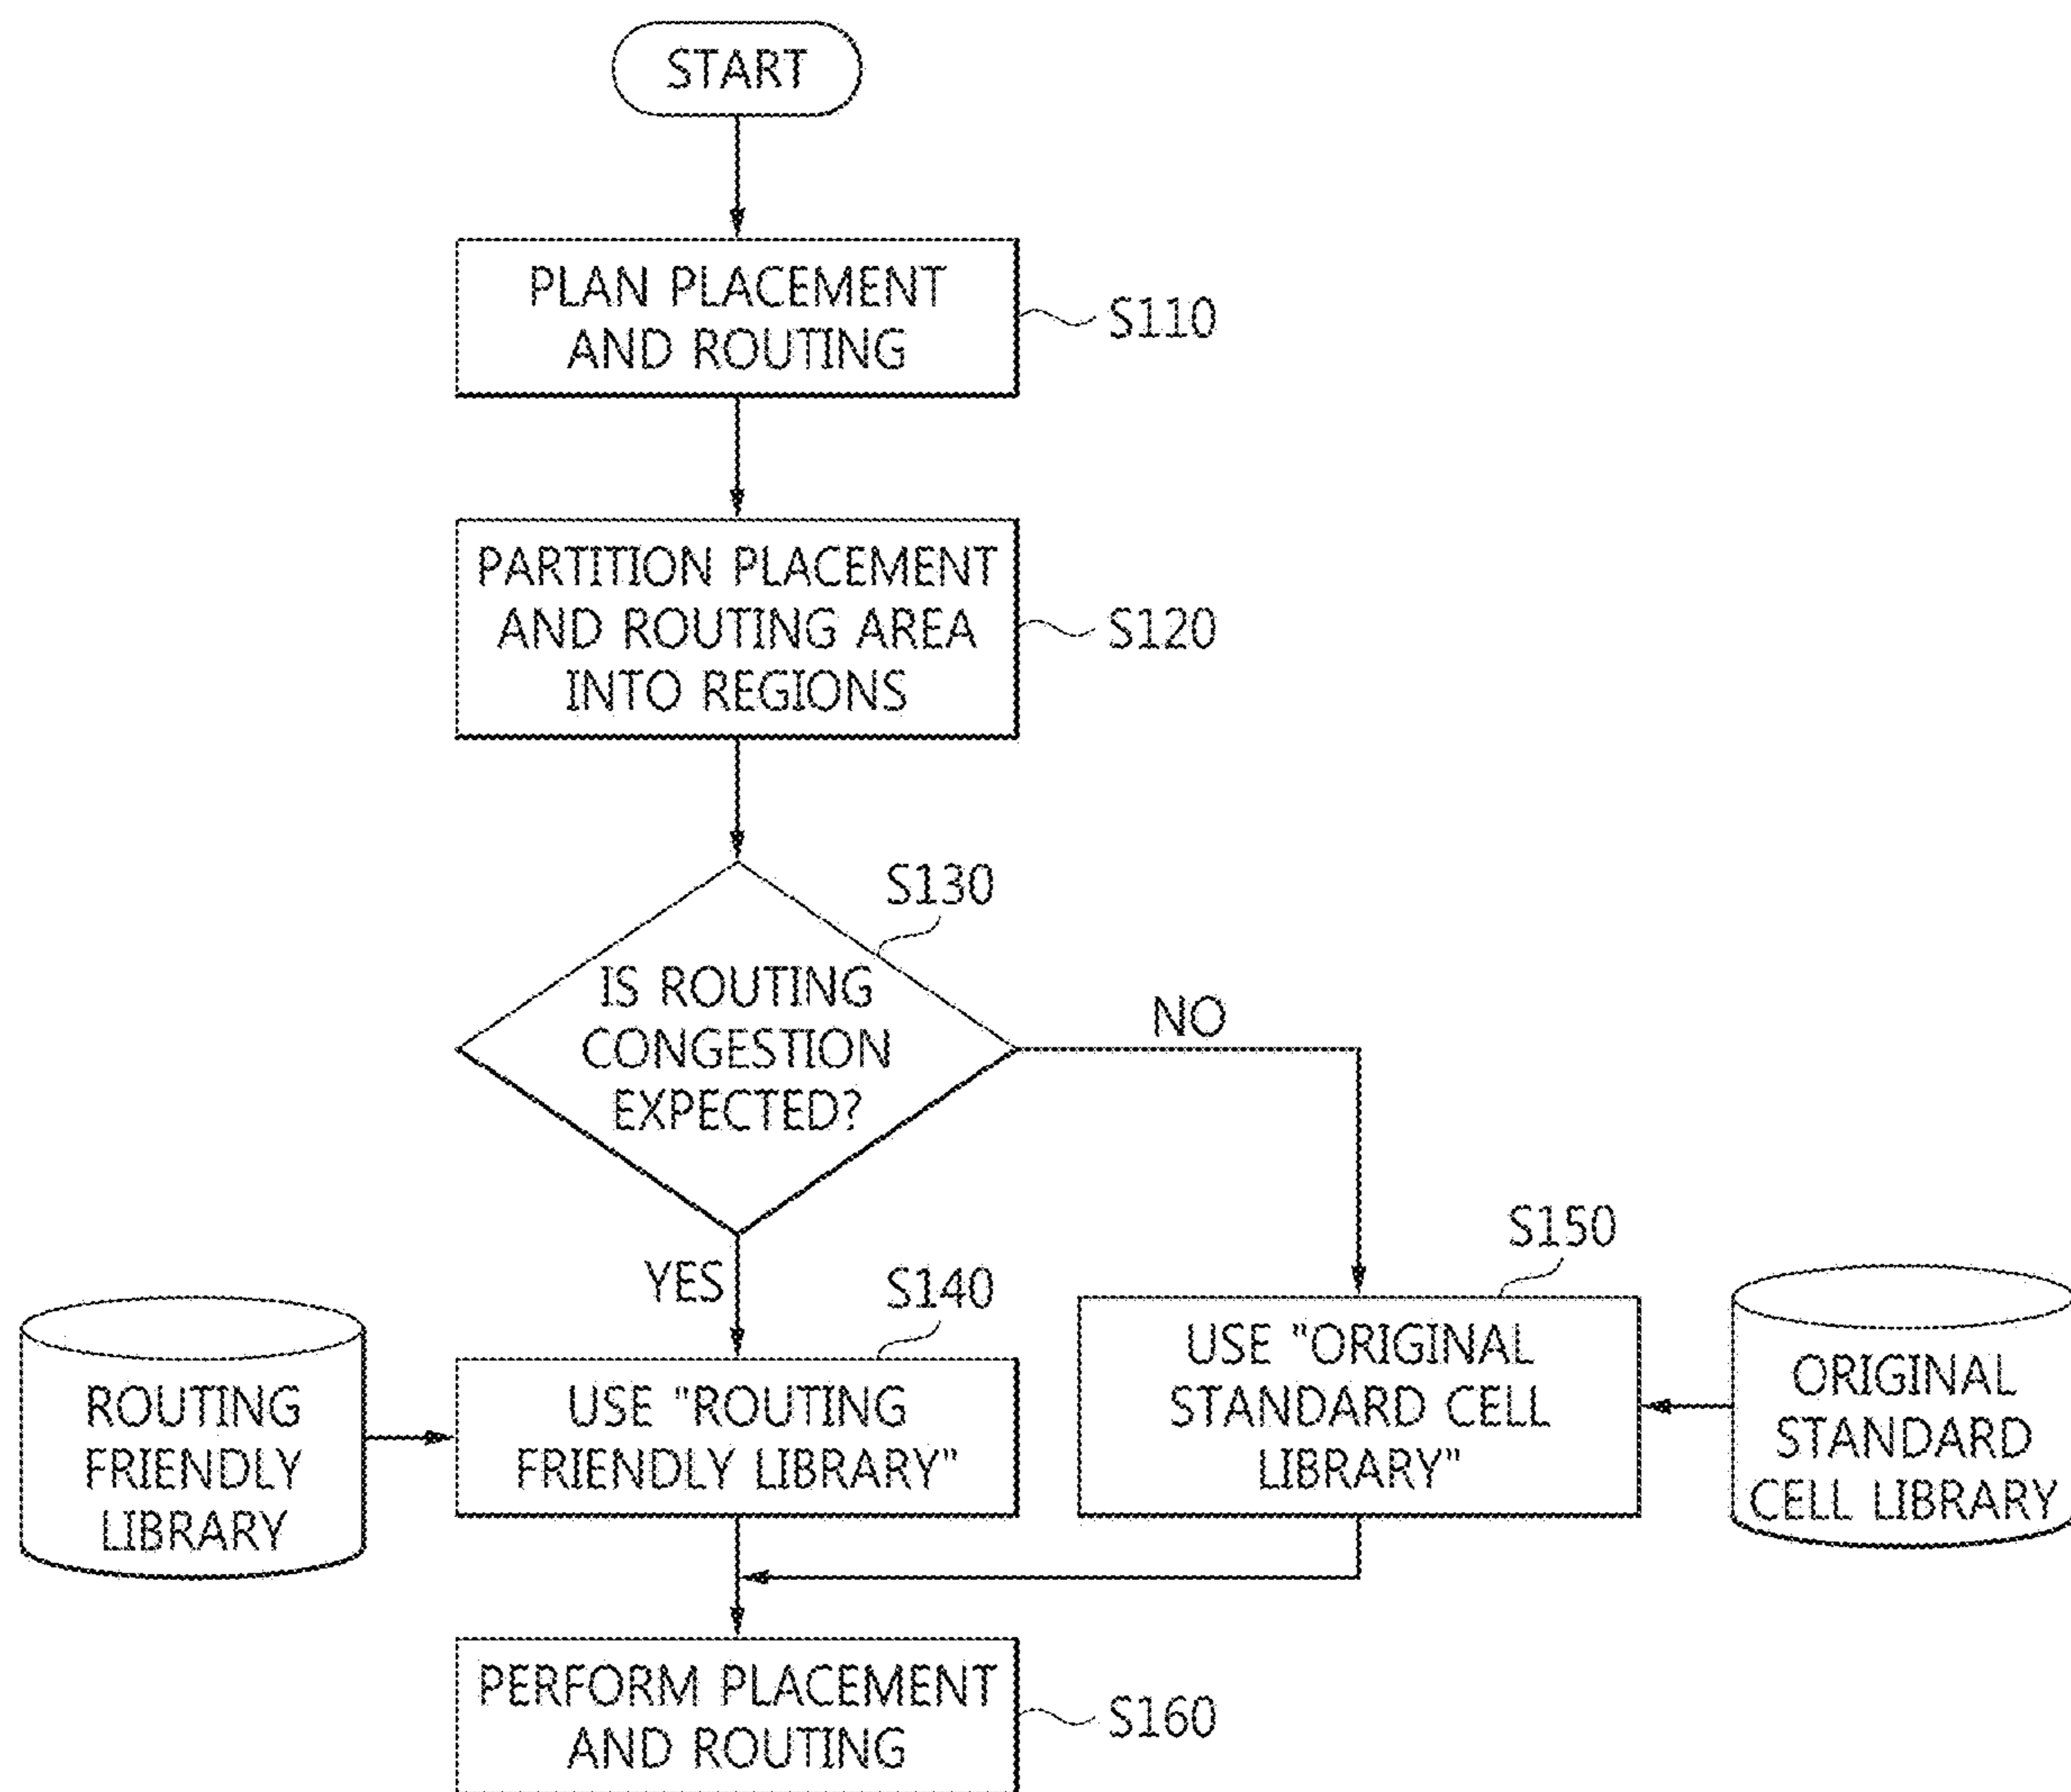 START
PLAN PLACEMENT
AND ROUTING
S110
PARTITION PLACEMENT
AND ROUTING AREA
INTO REGIONS
S120
S130
IS ROUTING
CONGESTION
EXPECTED?
NO
YES
S140
S150
ROUTING
FRIENDLY
LIBRARY
USE "ROUTING
FRIENDLY LIBRARY"
USE "ORIGINAL
STANDARD CELL
LIBRARY"
ORIGINAL
STANDARD
CELL LIBRARY
PERFORM PLACEMENT
AND ROUTING
S160